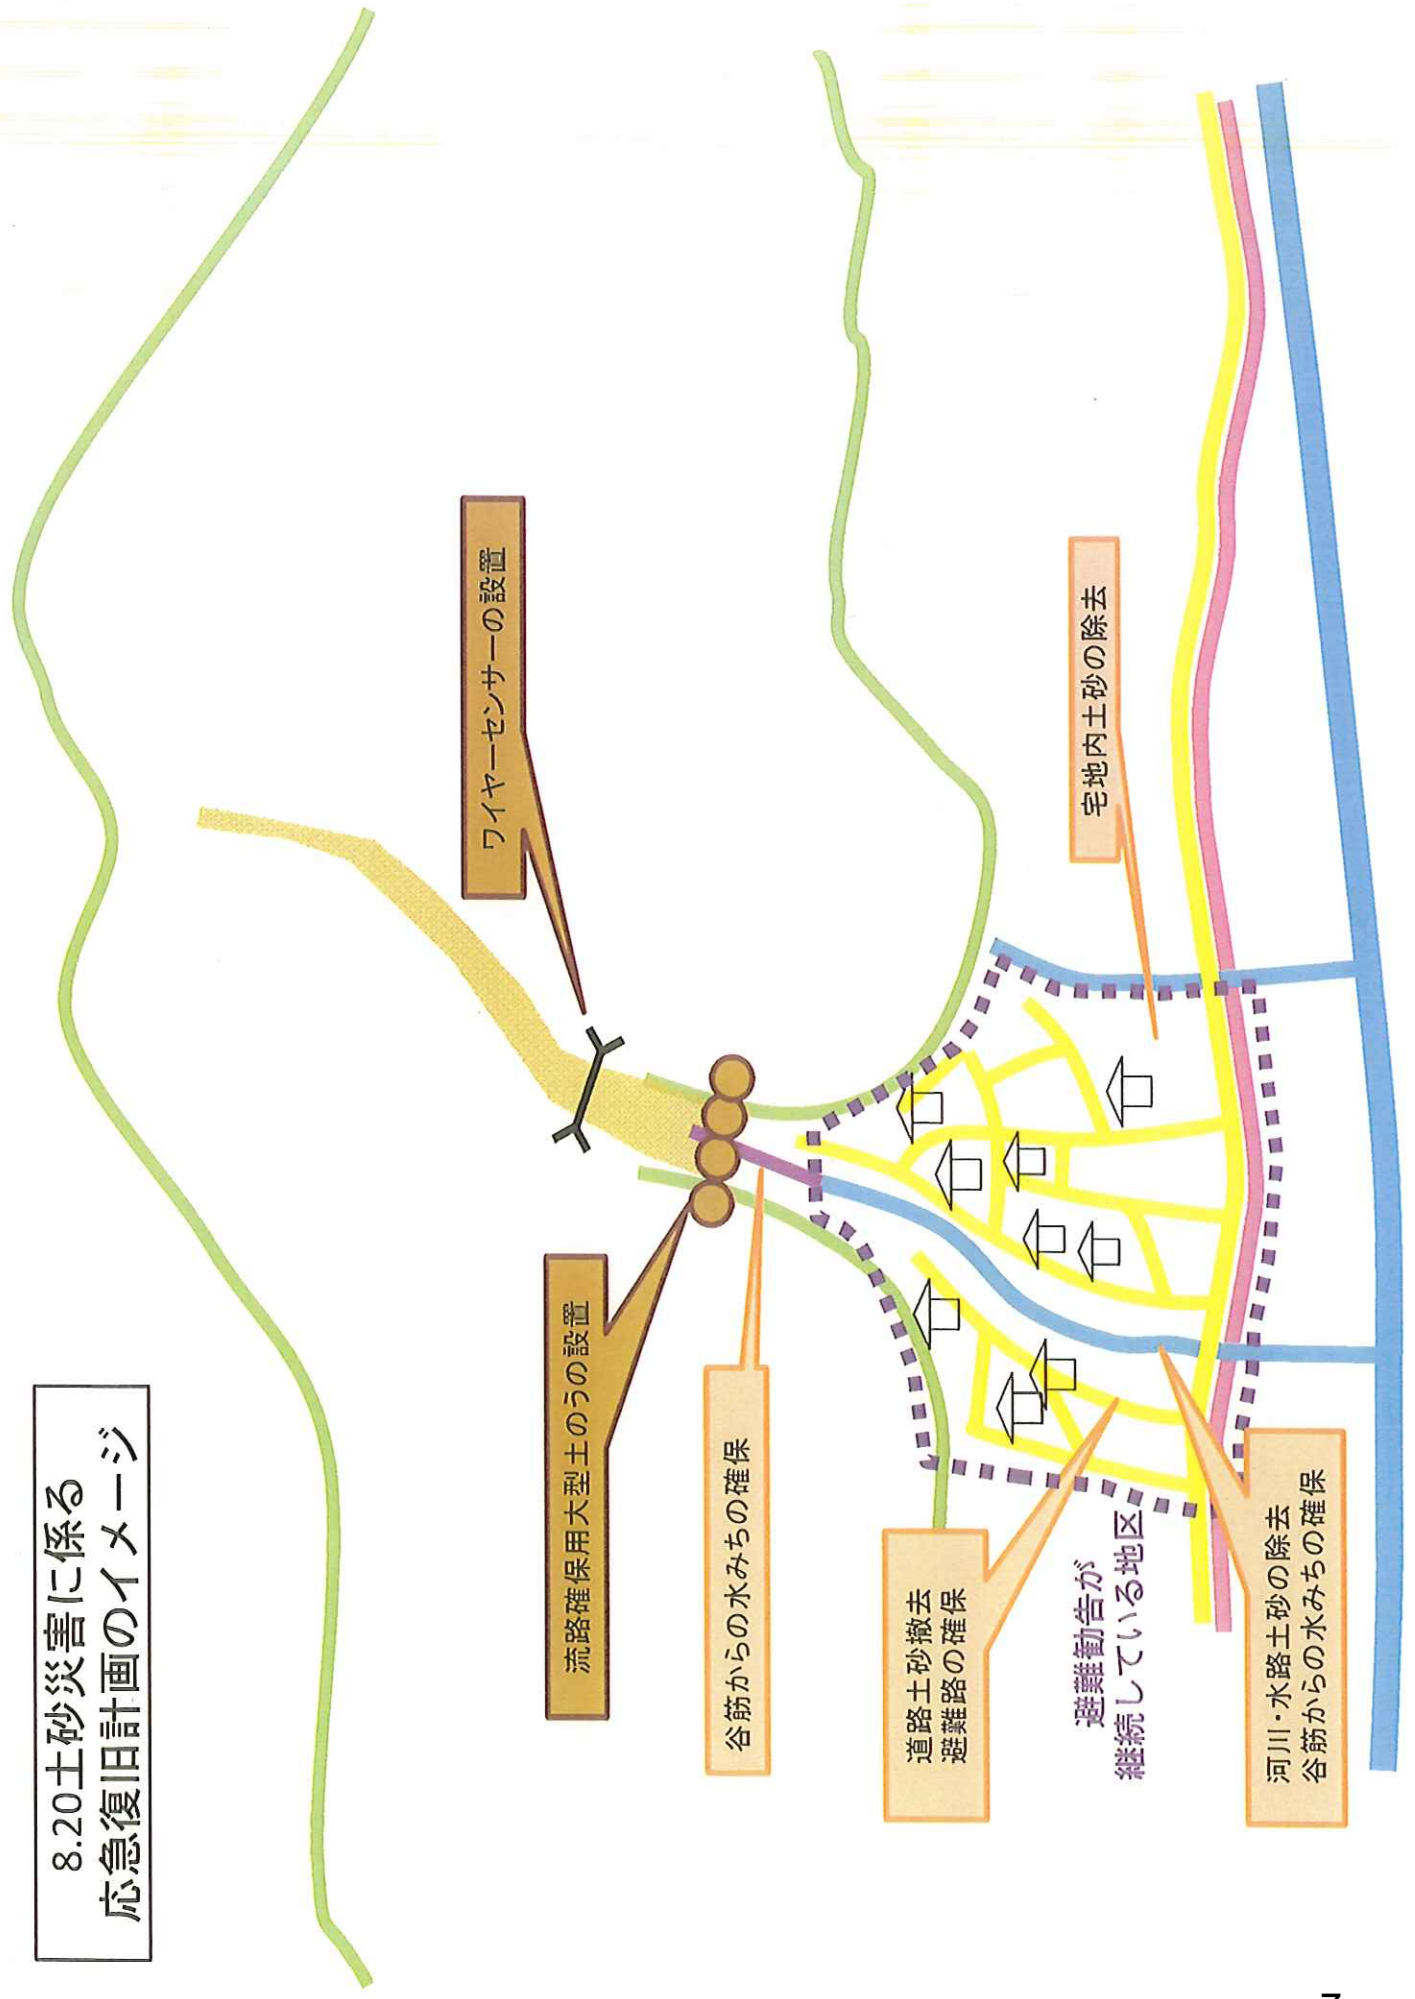 8.20土砂災害に係る
応急復旧計画のイメージ
ワイヤーセンサーの設置
流路確保用大型土のうの設置
谷筋からの水みちの確保
宅地内土砂の除去
道路土砂撤去
避難路の確保
避難勧告が
継続している地区
河川・水路土砂の除去
谷筋からの水みちの確保